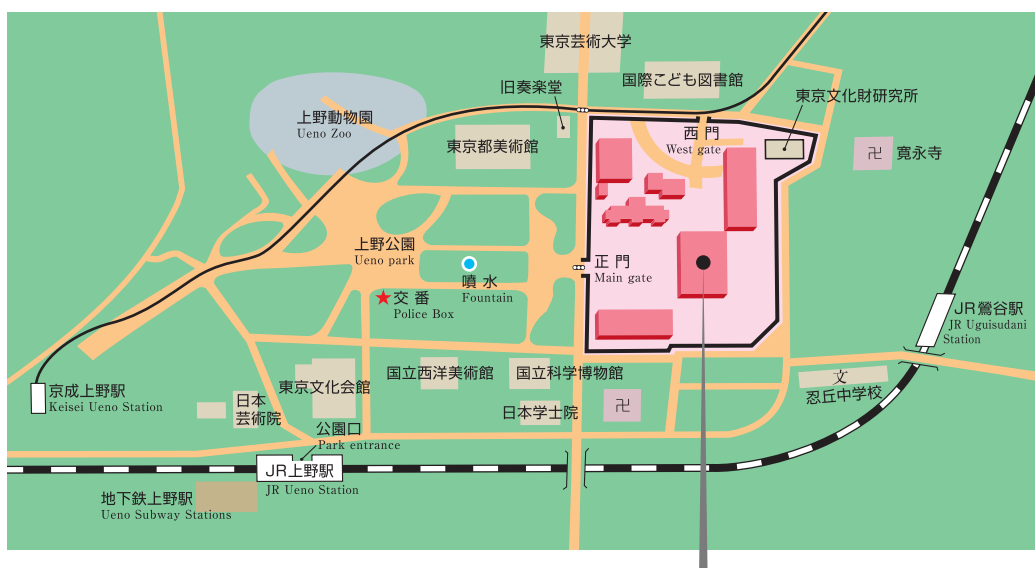 東京芸術大学
国際こども図書館
旧奏楽堂
東京文化財研究所
上野動物園
Ueno Zoo
東京都美術館
西門
West gate
卍
寛永寺
上野公園
Ueno park
正門
Main gate
噴水
Fountain
交番
Police Box
JR鶯谷駅
JR Uguisudani
Station
国立西洋美術館
国立科学博物館
東京文化会館
文
忍丘中学校
京成上野駅
Keisei Ueno Station
日本
芸術院
日本学士院
卍
公園口
Park entrance
JR上野駅
JR Ueno Station
地下鉄上野駅
Ueno Subway Stations